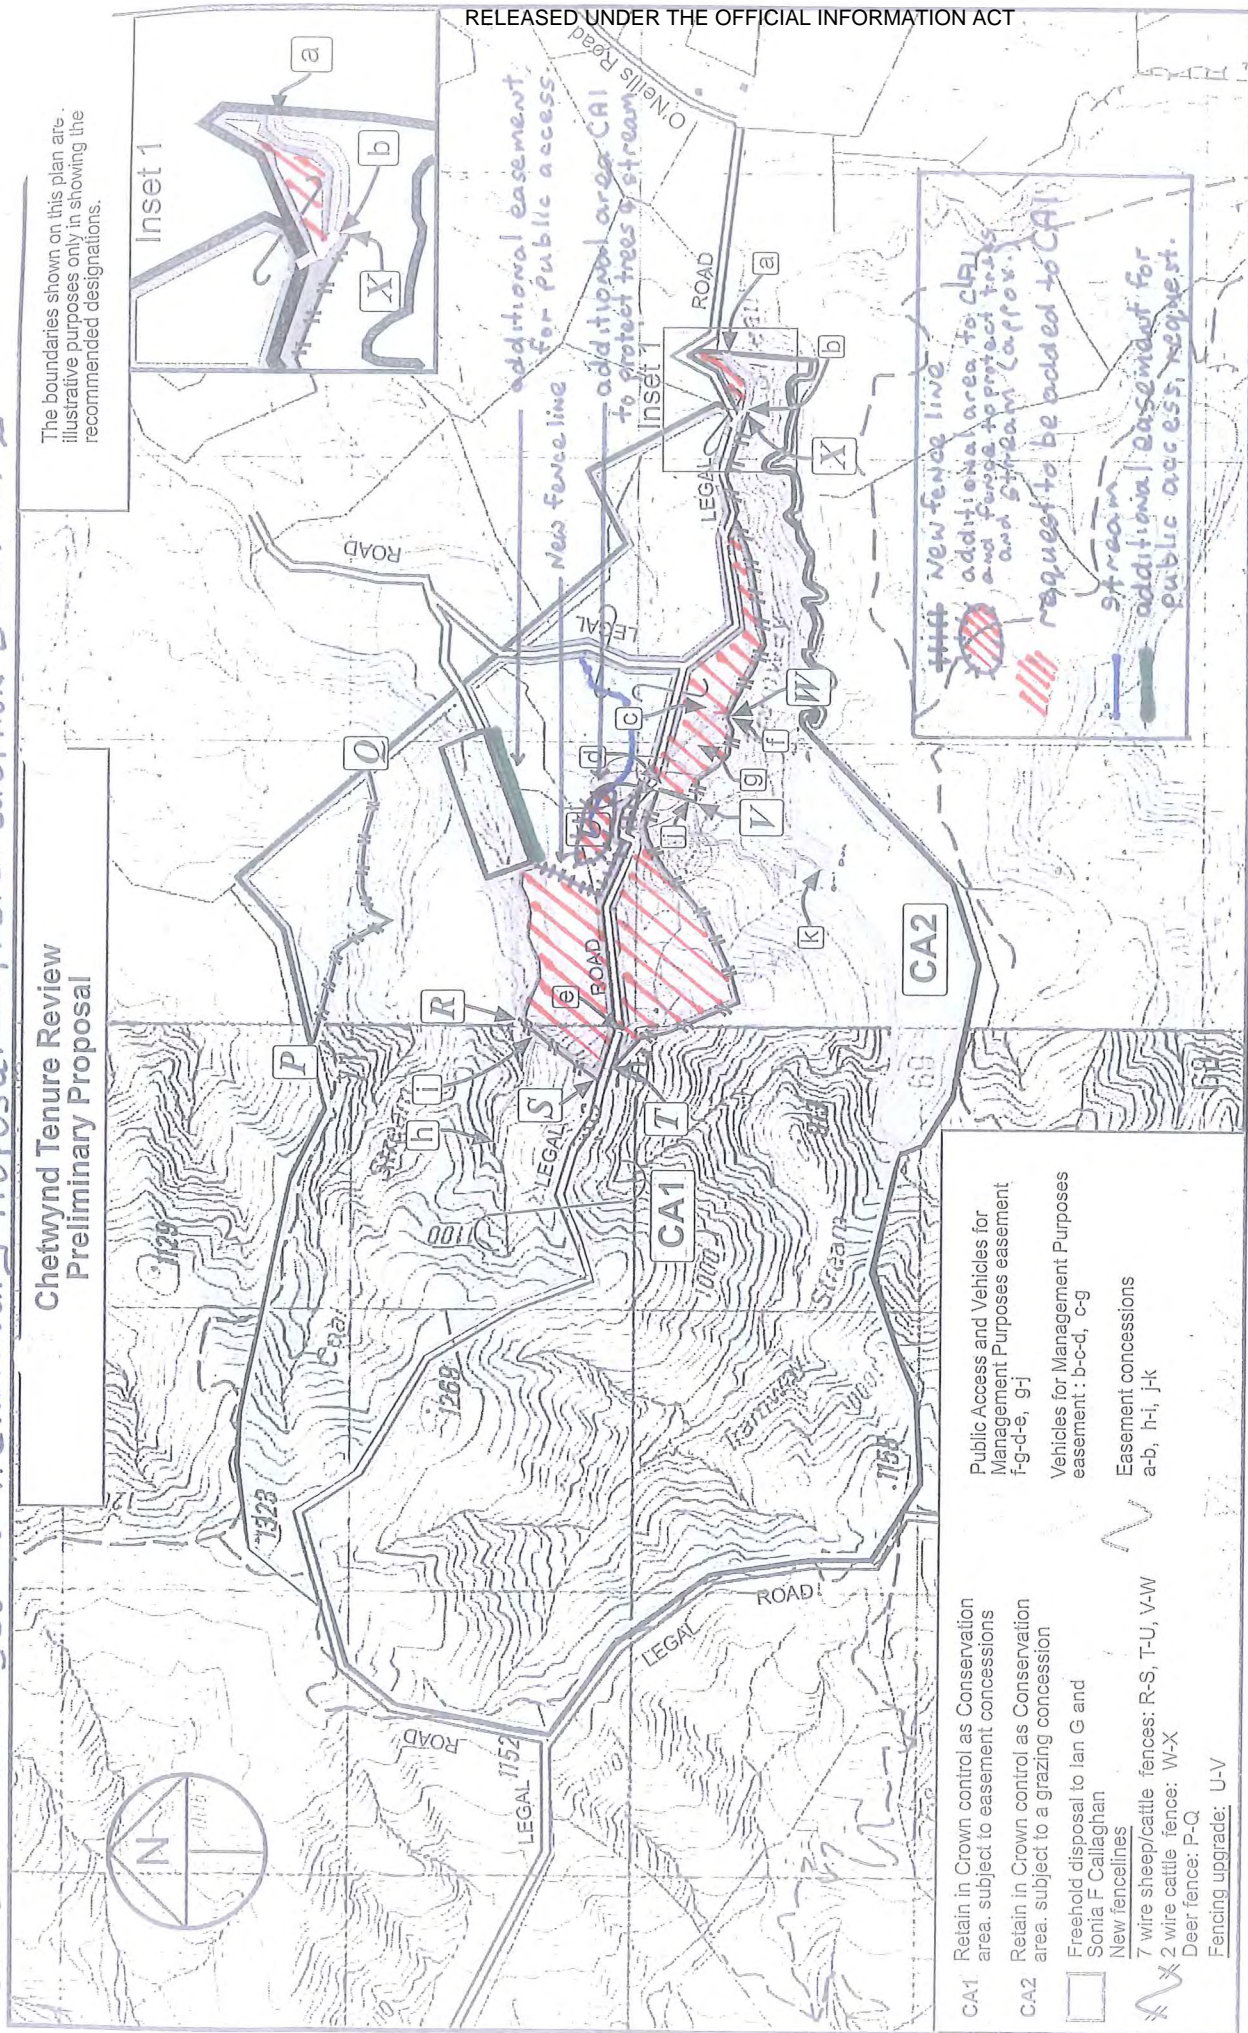 RELEASED UNDER THE OFFICIAL INFORMATION ACT
Chetwynd Tenure Review
Preliminary Proposal
The boundaries shown on this plan are
illustrative purposes only in showing the
recommended designations.
Inset 1
a
b
X
O'Neills Road
additional easement
for public access.
New fence line
additional area CA1
to protect trees & stream
ROAD
LEGAL
Inset 1
a
b
X
LEGAL
ROAD
Q
P
R
i
h
S
LEGAL
ROAD
e
T
CA1
c
d
j
g
f
V
W
k
CA2
N
1129
1323
1268
1100
1000
1158
1152
Coal
Tramway
Stream
ROAD
LEGAL
LEGAL
ROAD
New fence line
additional area to CA1
and fence to protect trees
and stream (approx.)
request to be added to CA1
stream
additional easement for
public access, request.
CA1 Retain in Crown control as Conservation
area. subject to easement concessions
CA2 Retain in Crown control as Conservation
area. subject to a grazing concession
Freehold disposal to Ian G and
Sonia F Callaghan
New fencelines
7 wire sheep/cattle fences: R-S, T-U, V-W
2 wire cattle fence: W-X
Deer fence: P-Q
Fencing upgrade: U-V
Public Access and Vehicles for
Management Purposes easement
f-g-d-e, g-j
Vehicles for Management Purposes
easement : b-c-d, c-g
Easement concessions
a-b, h-i, j-k